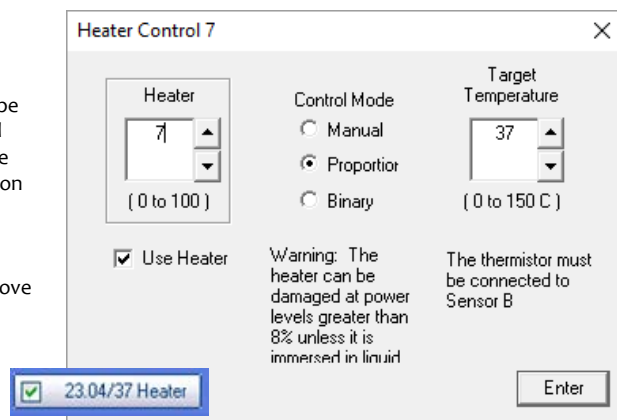 Heater Control 7
Heater
7
( 0 to 100 )
Use Heater
Control Mode
Manual
Proportior
Binary
Warning: The
heater can be
damaged at power
levels greater than
8% unless it is
immersed in liquid
Target
Temperature
37
( 0 to 150 C )
The thermistor must
be connected to
Sensor B
Enter
23.04/37 Heater